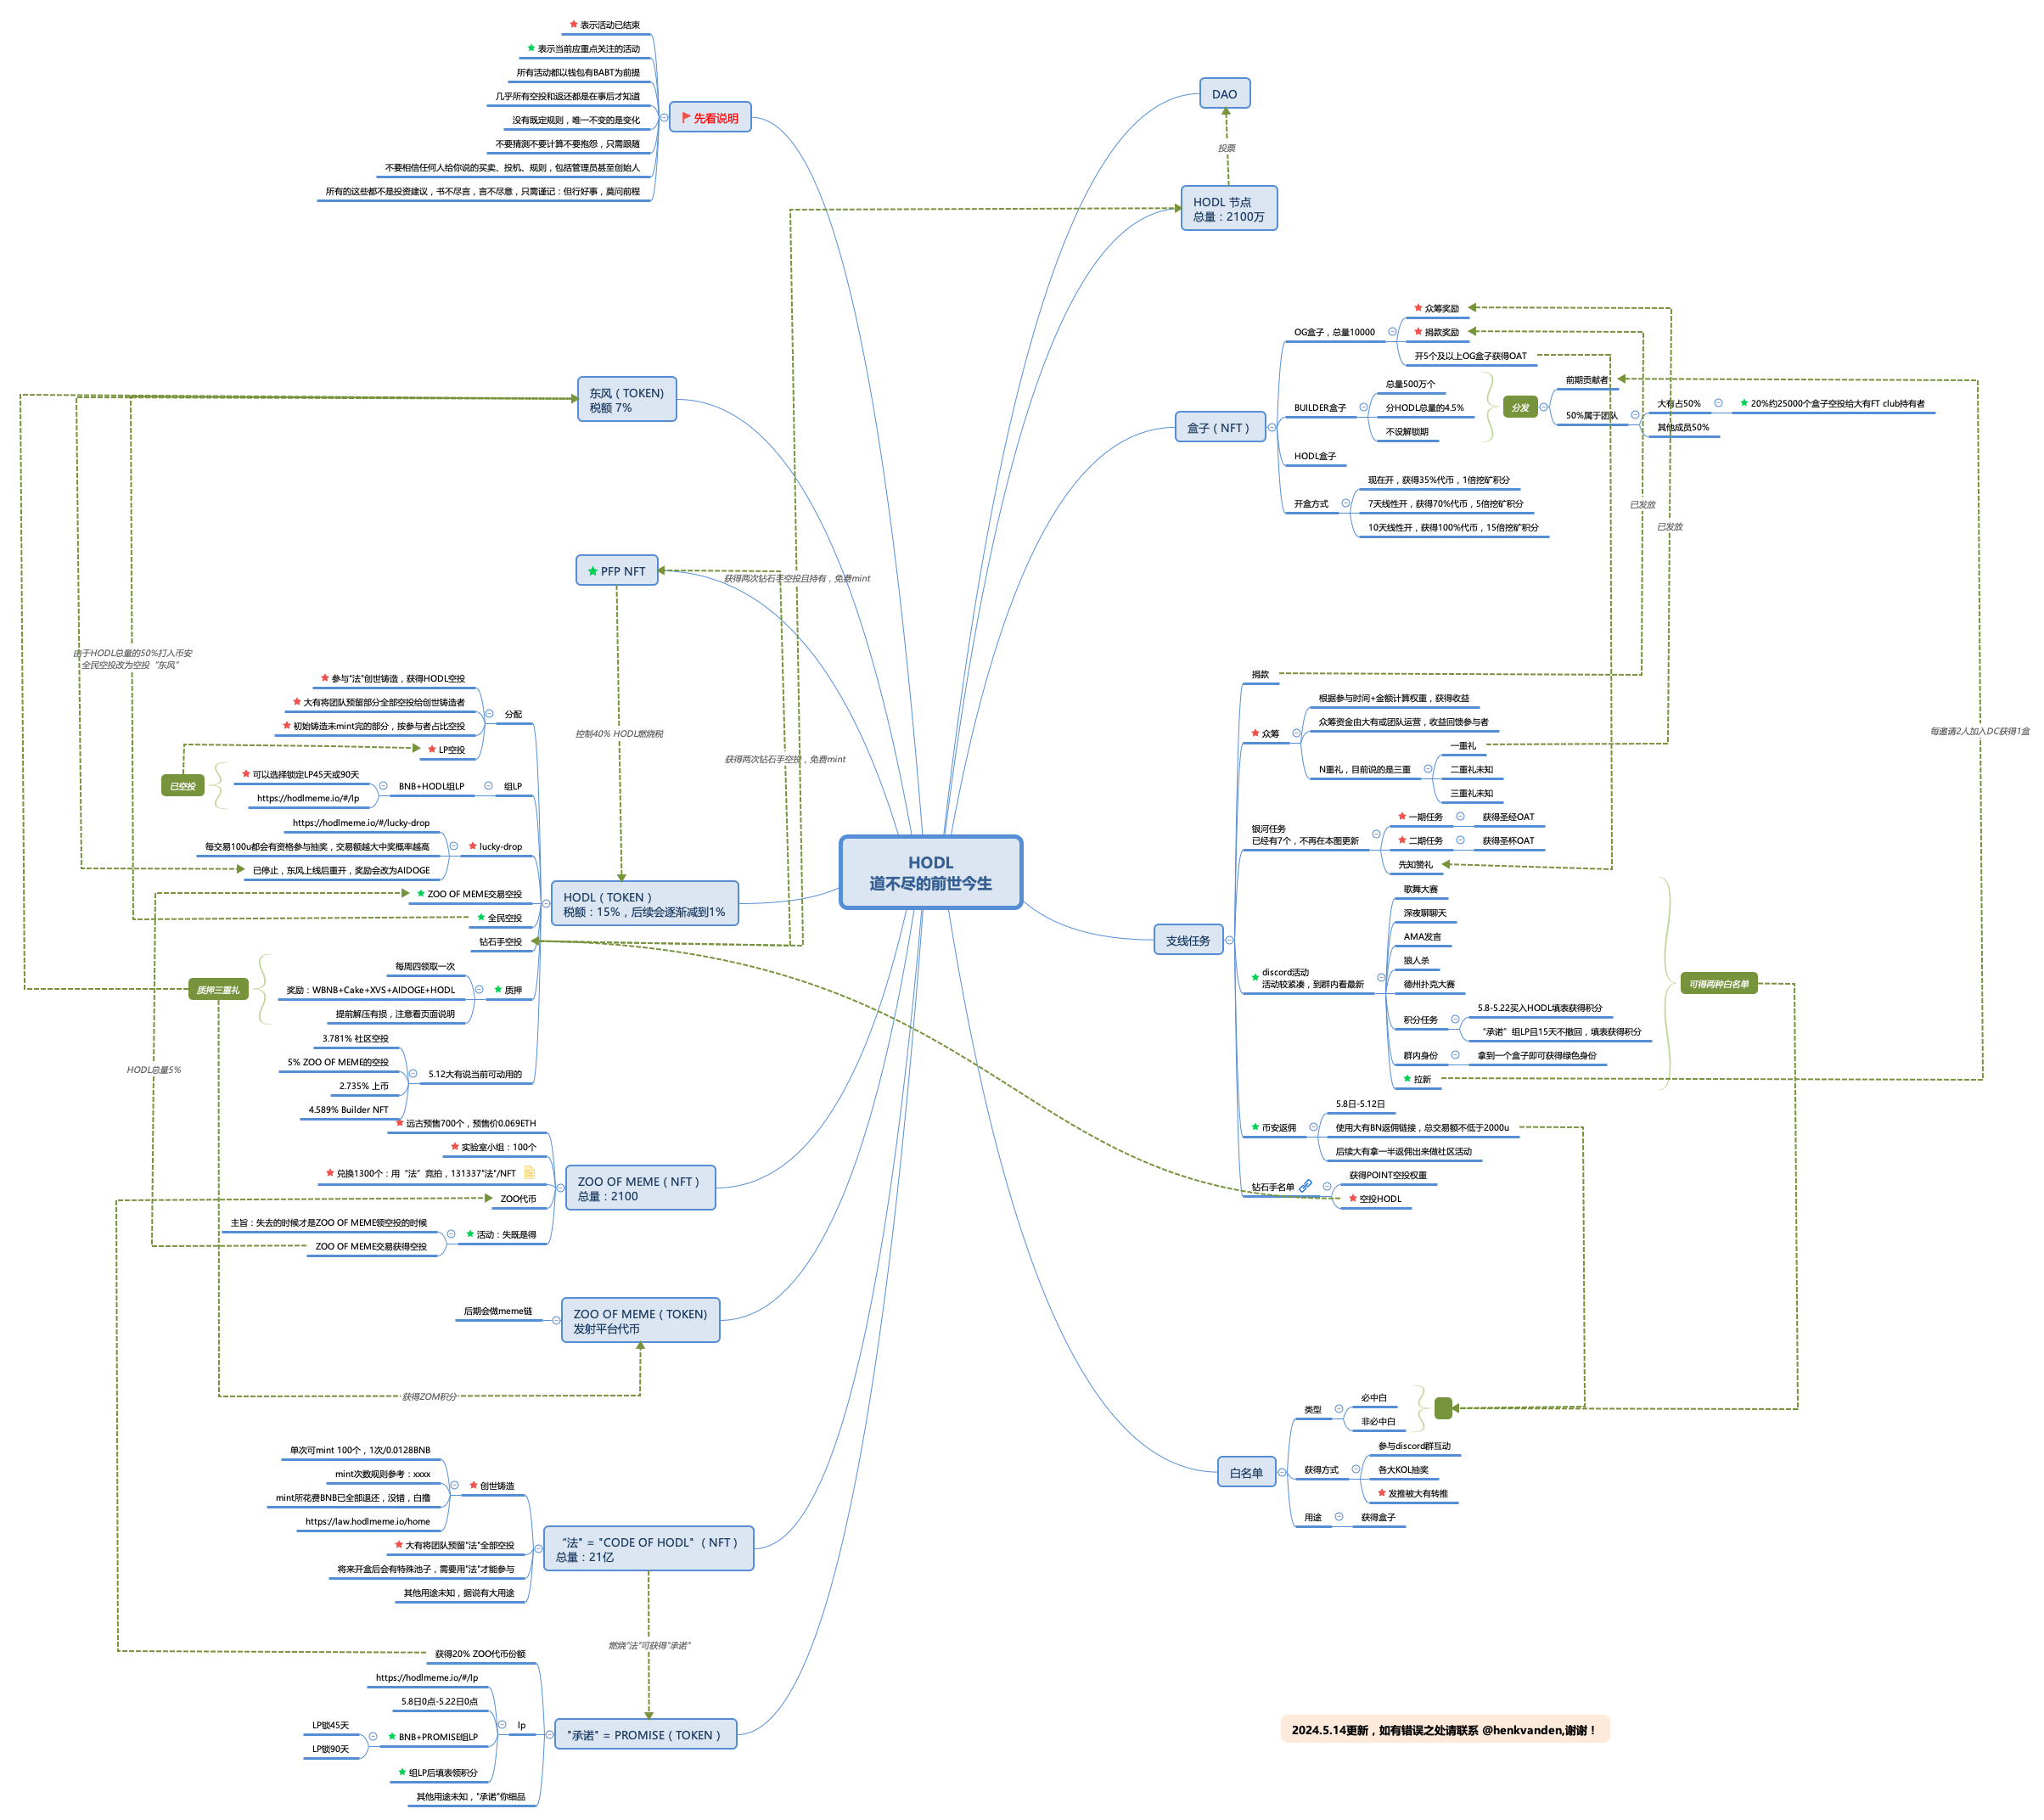 表示活动已结束
表示当前应重点关注的活动
所有活动都以钱包有BABT为前提
几乎所有空投和返还都是在事后才知道
没有既定规则，唯一不变的是变化
不要猜测不要计算不要抱怨，只需跟随
不要相信任何人给你说的买卖、投机、规则，包括管理员甚至创始人
所有的这些都不是投资建议，书不尽言，言不尽意，只需谨记：但行好事，莫问前程
先看说明
东风（TOKEN)
税额 7%
PFP NFT
获得两次钻石手空投且持有，免费mint
获得两次钻石手空投，免费mint
控制40% HODL燃烧税
由于HODL总量的50%打入币安
全民空投改为空投“东风”
参与"法"创世铸造，获得HODL空投
大有将团队预留部分全部空投给创世铸造者
初始铸造未mint完的部分，按参与者占比空投
LP空投
分配
已空投
可以选择锁定LP45天或90天
https://hodlmeme.io/#/lp
BNB+HODL组LP
组LP
https://hodlmeme.io/#/lucky-drop
每交易100u都会有资格参与抽奖，交易额越大中奖概率越高
已停止，东风上线后重开，奖励会改为AIDOGE
lucky-drop
ZOO OF MEME交易空投
全民空投
钻石手空投
HODL（TOKEN）
税额：15%，后续会逐渐减到1%
质押三重礼
每周四领取一次
奖励：WBNB+Cake+XVS+AIDOGE+HODL
提前解压有损，注意看页面说明
质押
3.781% 社区空投
5% ZOO OF MEME的空投
2.735% 上币
4.589% Builder NFT
5.12大有说当前可动用的
HODL总量5%
远古预售700个，预售价0.069ETH
实验室小组：100个
兑换1300个：用“法”竞拍，131337"法"/NFT
ZOO代币
主旨：失去的时候才是ZOO OF MEME领空投的时候
ZOO OF MEME交易获得空投
活动：失既是得
ZOO OF MEME（NFT）
总量：2100
后期会做meme链
ZOO OF MEME（TOKEN)
发射平台代币
获得ZOM积分
单次可mint 100个，1次/0.0128BNB
mint次数规则参考：xxxx
mint所花费BNB已全部退还，没错，白撸
https://law.hodlmeme.io/home
创世铸造
大有将团队预留"法"全部空投
将来开盒后会有特殊池子，需要用"法"才能参与
其他用途未知，据说有大用途
“法" = "CODE OF HODL"（NFT）
总量：21亿
燃烧"法"可获得"承诺"
获得20% ZOO代币份额
https://hodlmeme.io/#/lp
5.8日0点-5.22日0点
LP锁45天
LP锁90天
BNB+PROMISE组LP
组LP后填表领积分
lp
其他用途未知，"承诺"你细品
"承诺" = PROMISE（TOKEN）
HODL
道不尽的前世今生
DAO
投票
HODL 节点
总量：2100万
盒子（NFT）
OG盒子，总量10000
众筹奖励
捐款奖励
开5个及以上OG盒子获得OAT
BUILDER盒子
总量500万个
分HODL总量的4.5%
不设解锁期
分发
前期贡献者
50%属于团队
大有占50%
20%约25000个盒子空投给大有FT club持有者
其他成员50%
HODL盒子
开盒方式
现在开，获得35%代币，1倍挖矿积分
7天线性开，获得70%代币，5倍挖矿积分
10天线性开，获得100%代币，15倍挖矿积分
已发放
已发放
每邀请2人加入DC获得1盒
支线任务
捐款
众筹
根据参与时间+金额计算权重，获得收益
众筹资金由大有或团队运营，收益回馈参与者
N重礼，目前说的是三重
一重礼
二重礼未知
三重礼未知
银河任务
已经有7个，不再在本图更新
一期任务
获得圣经OAT
二期任务
获得圣杯OAT
先知赞礼
discord活动
活动较紧凑，到群内看最新
歌舞大赛
深夜聊聊天
AMA发言
狼人杀
德州扑克大赛
积分任务
5.8-5.22买入HODL填表获得积分
“承诺”组LP且15天不撤回，填表获得积分
群内身份
拿到一个盒子即可获得绿色身份
拉新
可得两种白名单
币安返佣
5.8日-5.12日
使用大有BN返佣链接，总交易额不低于2000u
后续大有拿一半返佣出来做社区活动
钻石手名单
获得POINT空投权重
空投HODL
白名单
类型
必中白
非必中白
获得方式
参与discord群互动
各大KOL抽奖
发推被大有转推
用途
获得盒子
2024.5.14更新，如有错误之处请联系 @henkvanden,谢谢！